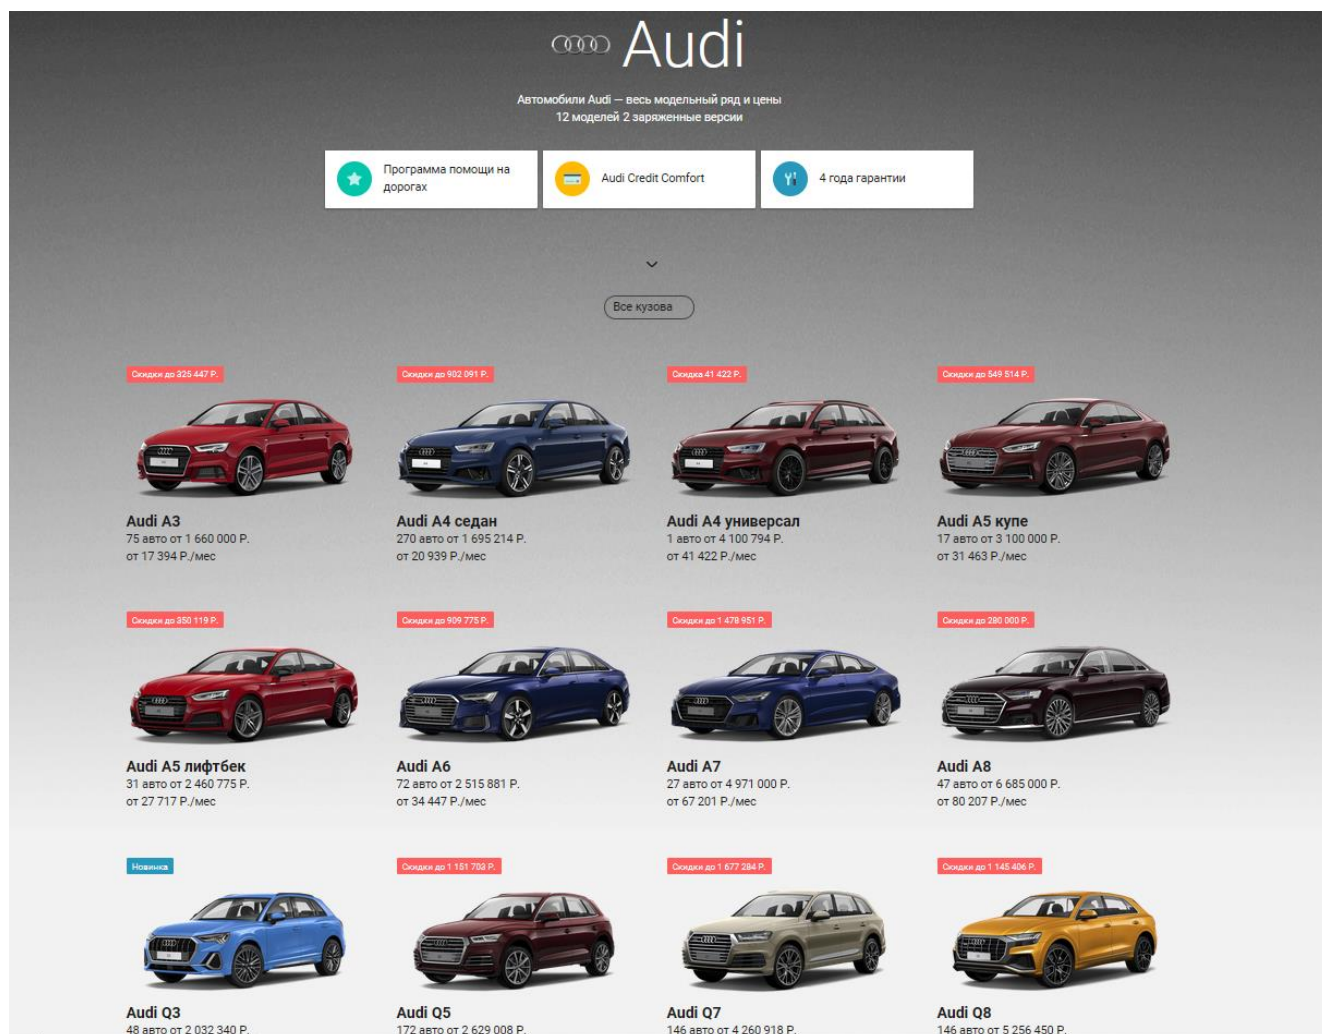 Audi
Автомобили Audi — весь модельный ряд и цены
12 моделей 2 заряженные версии
Программа помощи на
дорогах
Audi Credit Comfort
4 года гарантии
Все кузова
Скидки до 325 447 Р.
Скидки до 902 091 Р.
Скидка 41 422 Р.
Скидки до 549 514 Р.
Audi A3
75 авто от 1 660 000 Р.
от 17 394 Р./мес
Audi A4 седан
270 авто от 1 695 214 Р.
от 20 939 Р./мес
Audi A4 универсал
1 авто от 4 100 794 Р.
от 41 422 Р./мес
Audi A5 купе
17 авто от 3 100 000 Р.
от 31 463 Р./мес
Скидки до 350 119 Р.
Скидки до 909 775 Р.
Скидки до 1 478 951 Р.
Скидки до 280 000 Р.
Audi A5 лифтбек
31 авто от 2 460 775 Р.
от 27 717 Р./мес
Audi A6
72 авто от 2 515 881 Р.
от 34 447 Р./мес
Audi A7
27 авто от 4 971 000 Р.
от 67 201 Р./мес
Audi A8
47 авто от 6 685 000 Р.
от 80 207 Р./мес
Новинка
Скидки до 1 151 703 Р.
Скидки до 1 677 284 Р.
Скидки до 1 145 406 Р.
Audi Q3
48 авто от 2 032 340 Р.
Audi Q5
172 авто от 2 629 008 Р.
Audi Q7
146 авто от 4 260 918 Р.
Audi Q8
146 авто от 5 256 450 Р.